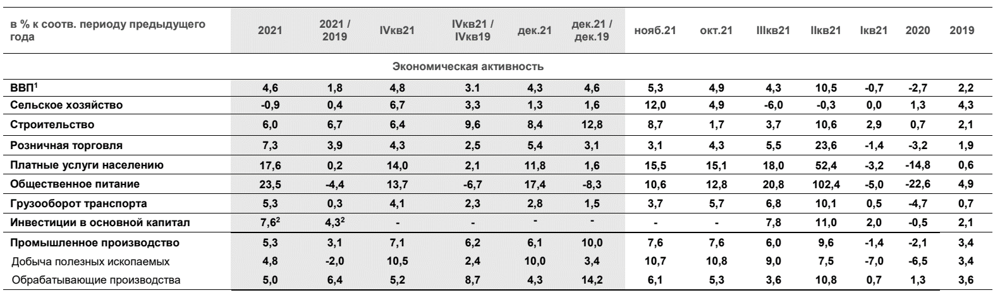 в % к соотв. периоду предыдущего года 2021 2021 / 2019 IVкв21 IVкв21 / IVкв19 дек.21 дек.21 / дек.19 нояб.21 окт.21 IIIкв21 IIкв21 Iкв21 2020 2019
Экономическая активность
ВВП¹ 4,6 1,8 4,8 3.1 4,3 4,6 5,3 4,9 4,3 10,5 -0,7 -2,7 2,2
Сельское хозяйство -0,9 0,4 6,7 3,3 1,3 1,6 12,0 4,9 -6,0 -0,3 0,0 1,3 4,3
Строительство 6,0 6,7 6,4 9,6 8,4 12,8 8,7 1,7 3,7 10,6 2,9 0,7 2,1
Розничная торговля 7,3 3,9 4,3 2,5 5,4 3,1 3,1 4,3 5,5 23,6 -1,4 -3,2 1,9
Платные услуги населению 17,6 0,2 14,0 2,1 11,8 1,6 15,5 15,1 18,0 52,4 -3,2 -14,8 0,6
Общественное питание 23,5 -4,4 13,7 -6,7 17,4 -8,3 10,6 12,8 20,8 102,4 -5,0 -22,6 4,9
Грузооборот транспорта 5,3 0,3 4,1 2,3 2,8 1,5 3,7 5,7 6,8 10,1 0,5 -4,7 0,7
Инвестиции в основной капитал 7,6² 4,3² - - - - - - 7,8 11,0 2,0 -0,5 2,1
Промышленное производство 5,3 3,1 7,1 6,2 6,1 10,0 7,6 7,6 6,0 9,6 -1,4 -2,1 3,4
Добыча полезных ископаемых 4,8 -2,0 10,5 2,4 10,0 3,4 10,7 10,8 9,0 7,5 -7,0 -6,5 3,4
Обрабатывающие производства 5,0 6,4 5,2 8,7 4,3 14,2 6,1 5,3 3,6 10,8 0,7 1,3 3,6